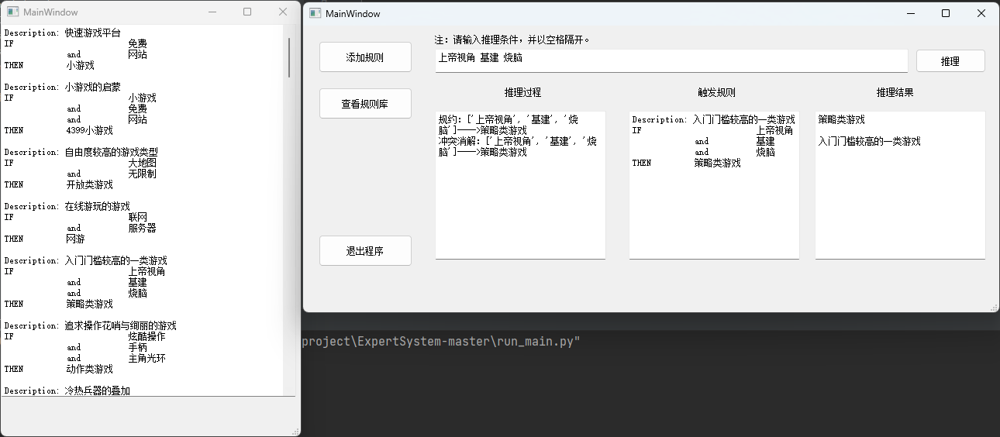 MainWindow
Description: 快速游戏平台
IF 免费
and 网站
THEN 小游戏
Description: 小游戏的启蒙
IF 小游戏
and 免费
and 网站
THEN 4399小游戏
Description: 自由度较高的游戏类型
IF 大地图
and 无限制
THEN 开放类游戏
Description: 在线游玩的游戏
IF 联网
and 服务器
THEN 网游
Description: 入门门槛较高的一类游戏
IF 上帝视角
and 基建
and 烧脑
THEN 策略类游戏
Description: 追求操作花哨与绚丽的游戏
IF 炫酷操作
and 手柄
and 主角光环
THEN 动作类游戏
Description: 冷热兵器的叠加
MainWindow
添加规则
查看规则库
退出程序
注：请输入推理条件，并以空格隔开。
上帝视角 基建 烧脑
推理
推理过程
规约：['上帝视角', '基建', '烧
脑']--->策略类游戏
冲突消解：['上帝视角', '基建', '烧
脑']--->策略类游戏
触发规则
Description: 入门门槛较高的一类游戏
IF 上帝视角
and 基建
and 烧脑
THEN 策略类游戏
推理结果
策略类游戏
入门门槛较高的一类游戏
project\ExpertSystem-master\run_main.py"